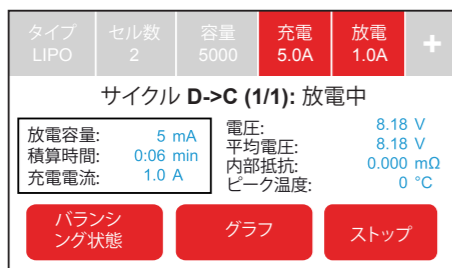 タイプ セル数 容量 充電 放電
LIPO 2 5000 5.0A 1.0A +
サイクル D->C (1/1): 放電中
放電容量: 5 mA
積算時間: 0:06 min
充電電流: 1.0 A
電圧: 8.18 V
平均電圧: 8.18 V
内部抵抗: 0.000 mΩ
ピーク温度: 0 °C
バランシ
ング状態
グラフ
ストップ